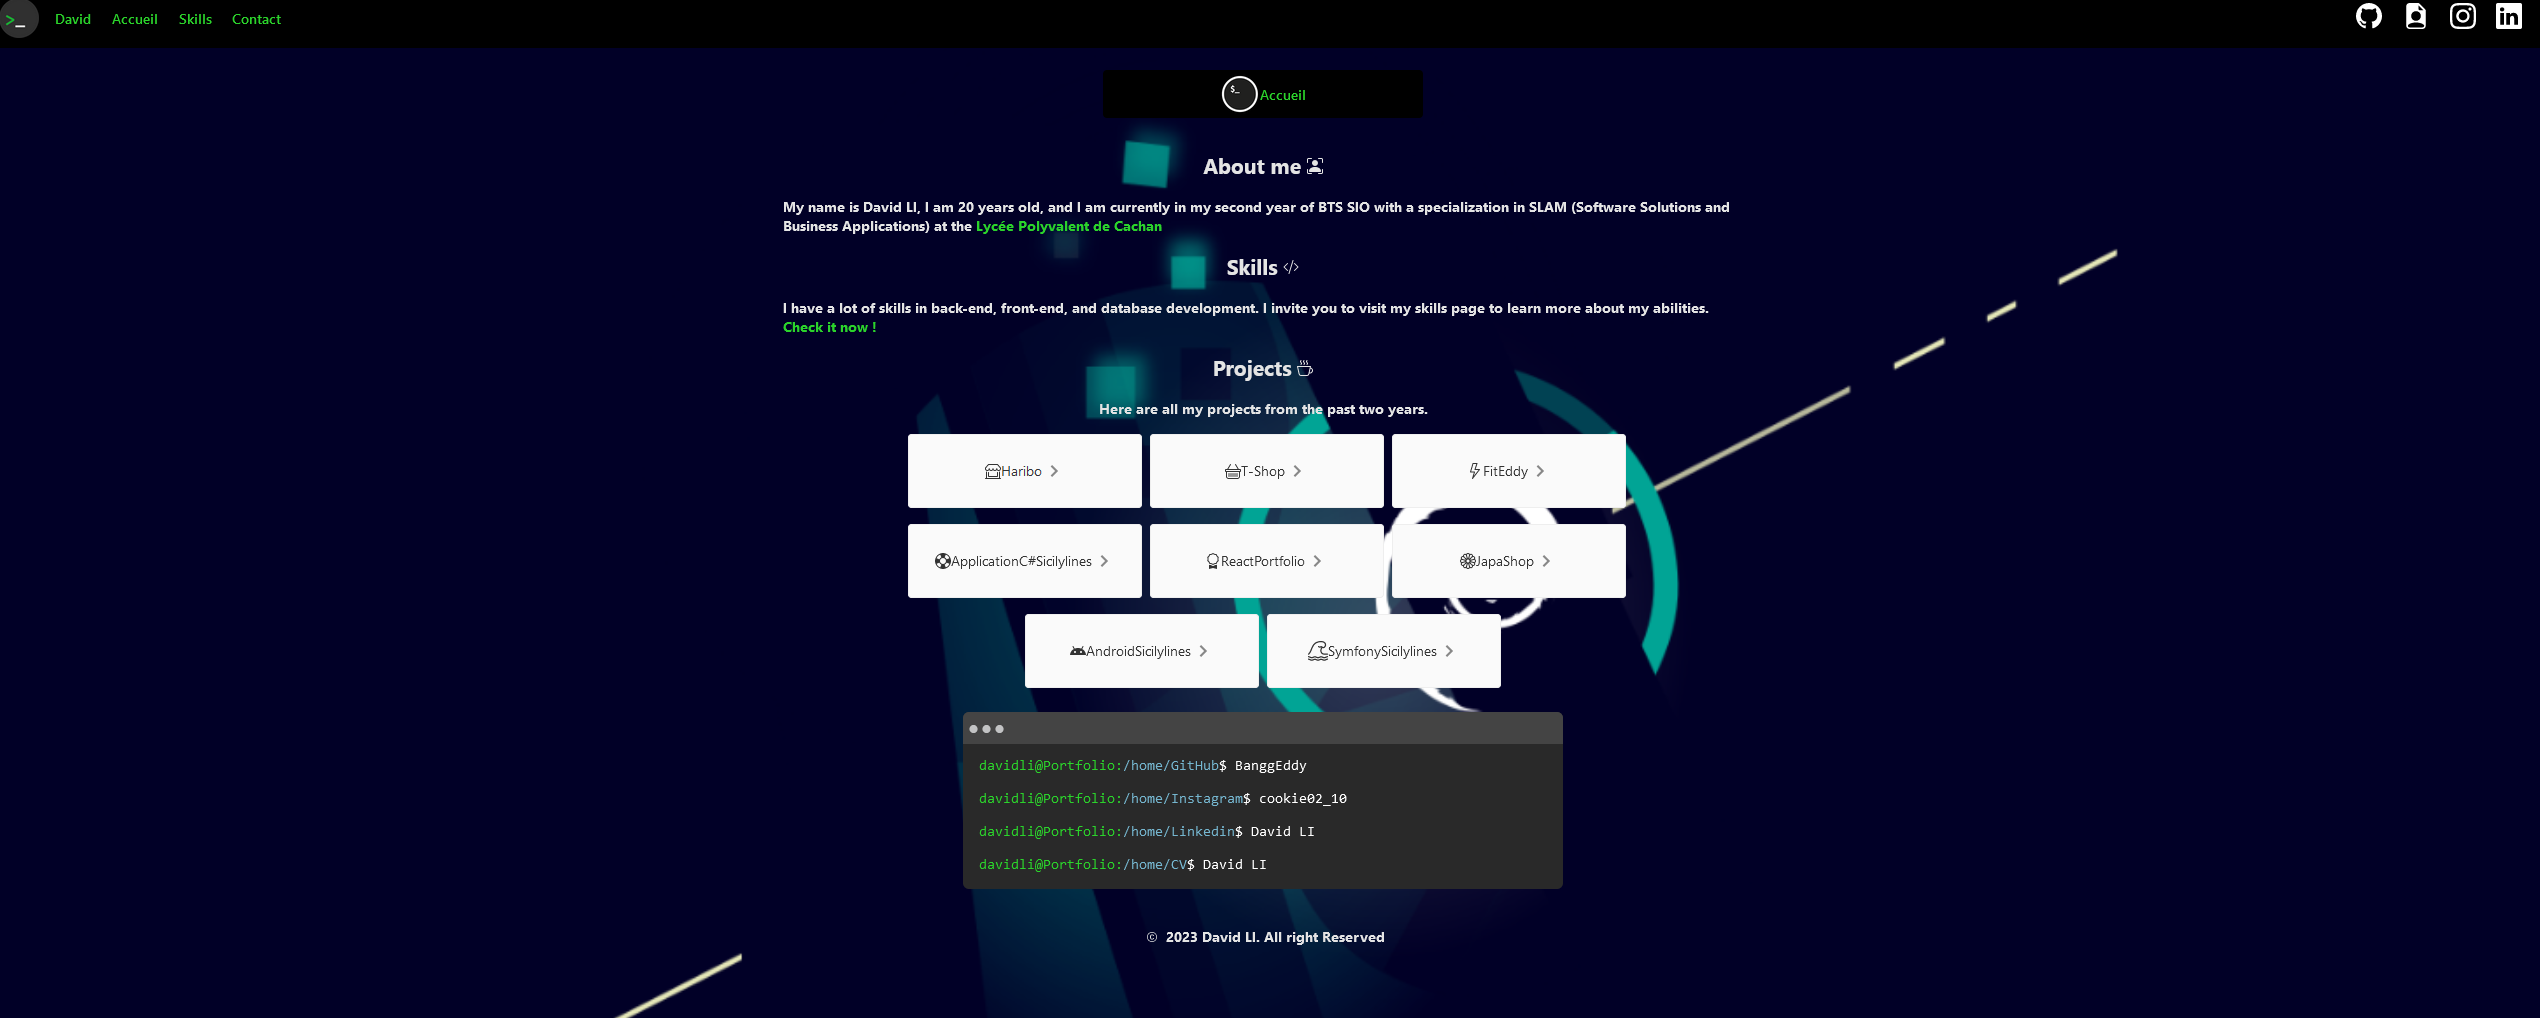 >_ David Accueil Skills Contact
$_ Accueil
About me
My name is David LI, I am 20 years old, and I am currently in my second year of BTS SIO with a specialization in SLAM (Software Solutions and
Business Applications) at the Lycée Polyvalent de Cachan
Skills </>
I have a lot of skills in back-end, front-end, and database development. I invite you to visit my skills page to learn more about my abilities.
Check it now !
Projects
Here are all my projects from the past two years.
Haribo T-Shop FitEddy
ApplicationC#Sicilylines ReactPortfolio JapaShop
AndroidSicilylines SymfonySicilylines
davidli@Portfolio:/home/GitHub$ BanggEddy
davidli@Portfolio:/home/Instagram$ cookie02_10
davidli@Portfolio:/home/Linkedin$ David LI
davidli@Portfolio:/home/CV$ David LI
© 2023 David LI. All right Reserved